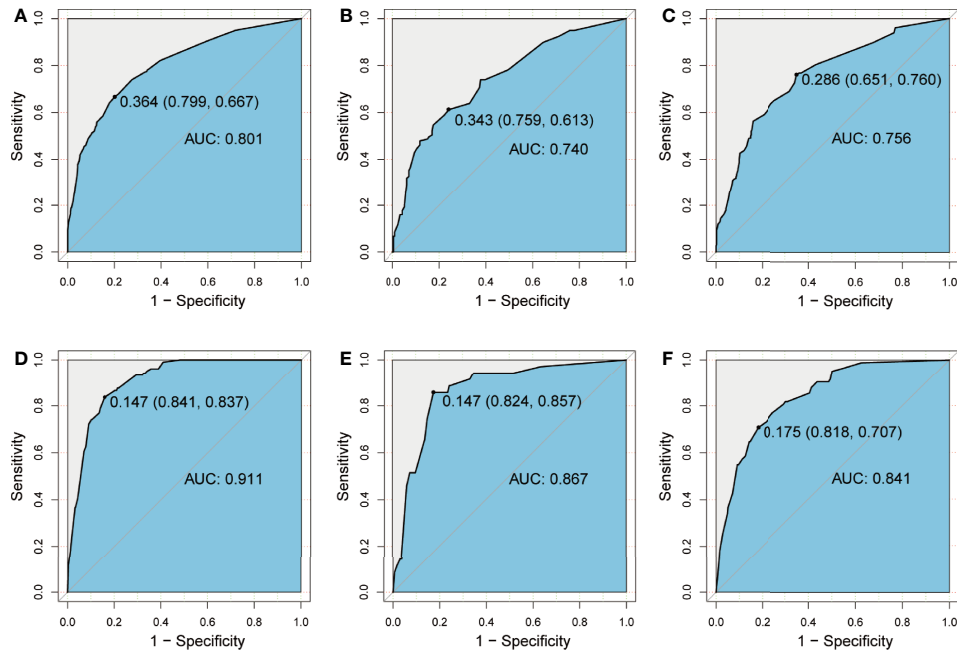 A
Sensitivity
0.0 0.2 0.4 0.6 0.8 1.0
0.364 (0.799, 0.667)
AUC: 0.801
0.0 0.2 0.4 0.6 0.8 1.0
1 − Specificity
B
Sensitivity
0.0 0.2 0.4 0.6 0.8 1.0
0.343 (0.759, 0.613)
AUC: 0.740
0.0 0.2 0.4 0.6 0.8 1.0
1 − Specificity
C
Sensitivity
0.0 0.2 0.4 0.6 0.8 1.0
0.286 (0.651, 0.760)
AUC: 0.756
0.0 0.2 0.4 0.6 0.8 1.0
1 − Specificity
D
Sensitivity
0.0 0.2 0.4 0.6 0.8 1.0
0.147 (0.841, 0.837)
AUC: 0.911
0.0 0.2 0.4 0.6 0.8 1.0
1 − Specificity
E
Sensitivity
0.0 0.2 0.4 0.6 0.8 1.0
0.147 (0.824, 0.857)
AUC: 0.867
0.0 0.2 0.4 0.6 0.8 1.0
1 − Specificity
F
Sensitivity
0.0 0.2 0.4 0.6 0.8 1.0
0.175 (0.818, 0.707)
AUC: 0.841
0.0 0.2 0.4 0.6 0.8 1.0
1 − Specificity